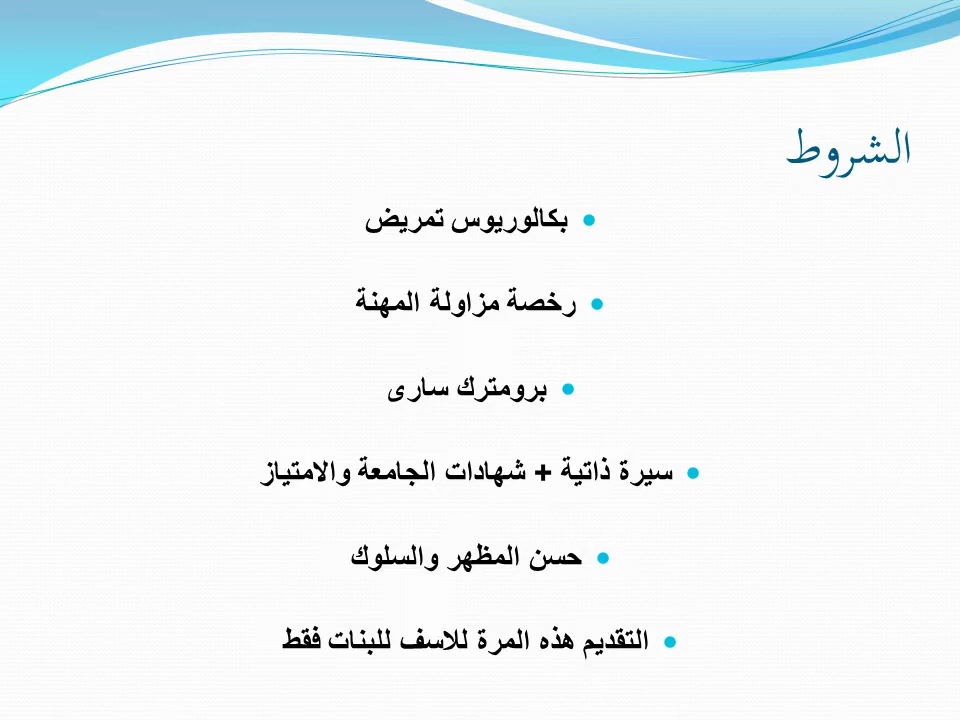 الشروط
• بكالوريوس تمريض
• رخصة مزاولة المهنة
• برومترك سارى
• سيرة ذاتية + شهادات الجامعة والامتياز
• حسن المظهر والسلوك
• التقديم هذه المرة للاسف للبنات فقط